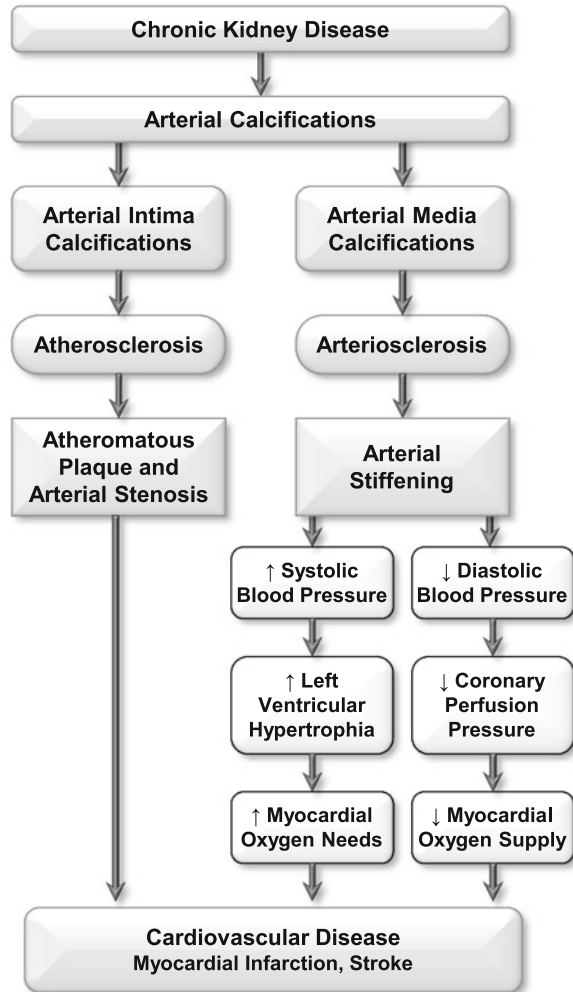 Chronic Kidney Disease
Arterial Calcifications
Arterial Intima
Calcifications
Arterial Media
Calcifications
Atherosclerosis
Arteriosclerosis
Atheromatous
Plaque and
Arterial Stenosis
Arterial
Stiffening
↑ Systolic
Blood Pressure
↓ Diastolic
Blood Pressure
↑ Left
Ventricular
Hypertrophia
↓ Coronary
Perfusion
Pressure
↑ Myocardial
Oxygen Needs
↓ Myocardial
Oxygen Supply
Cardiovascular Disease
Myocardial Infarction, Stroke